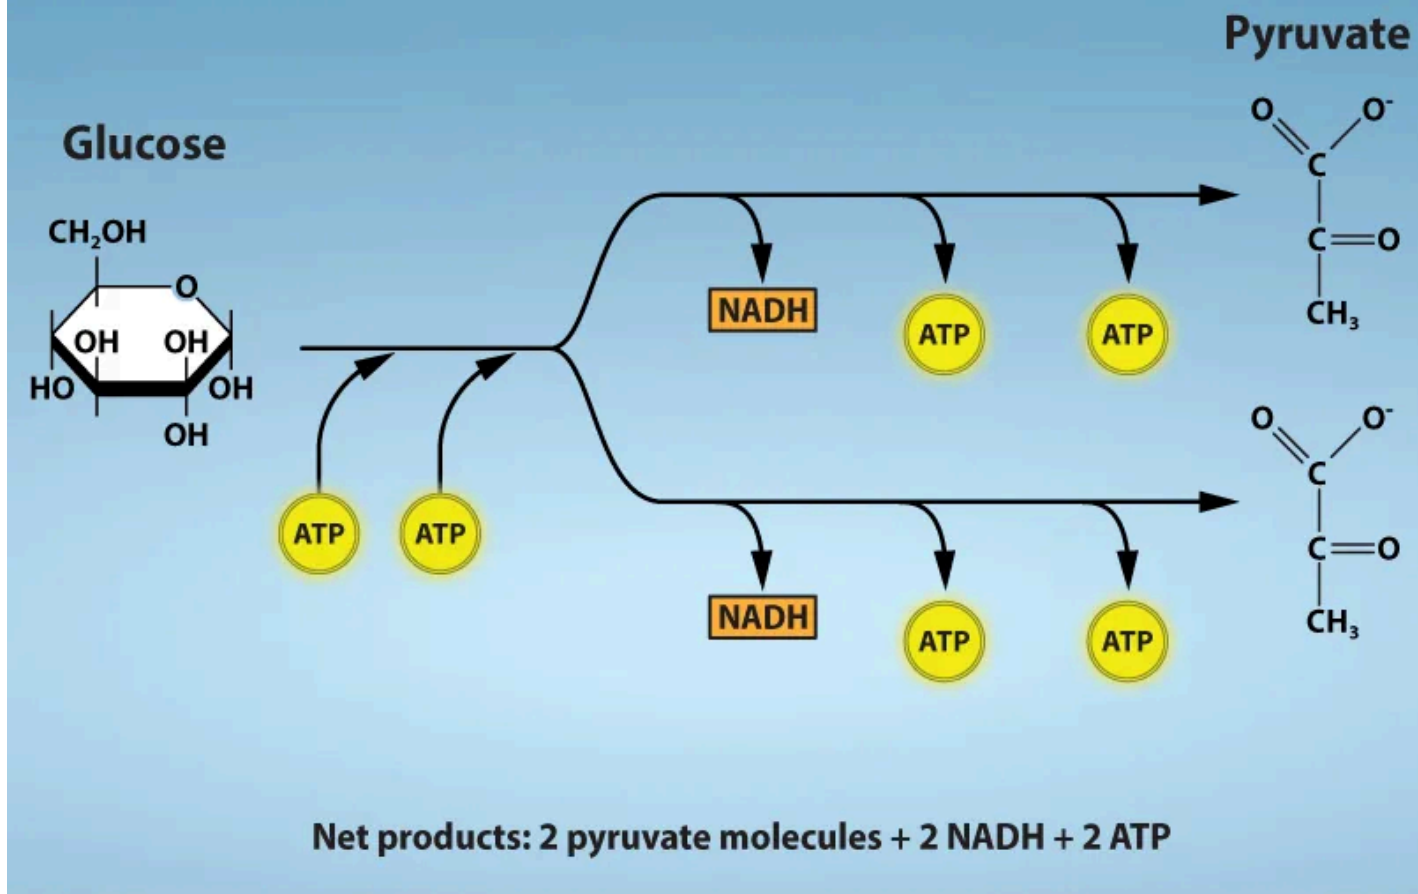 Pyruvate
Glucose
O O⁻
C
C=O
CH₃
CH₂OH
O
OH OH
HO OH
OH
NADH ATP ATP
ATP ATP
O O⁻
C
C=O
CH₃
NADH ATP ATP
Net products: 2 pyruvate molecules + 2 NADH + 2 ATP